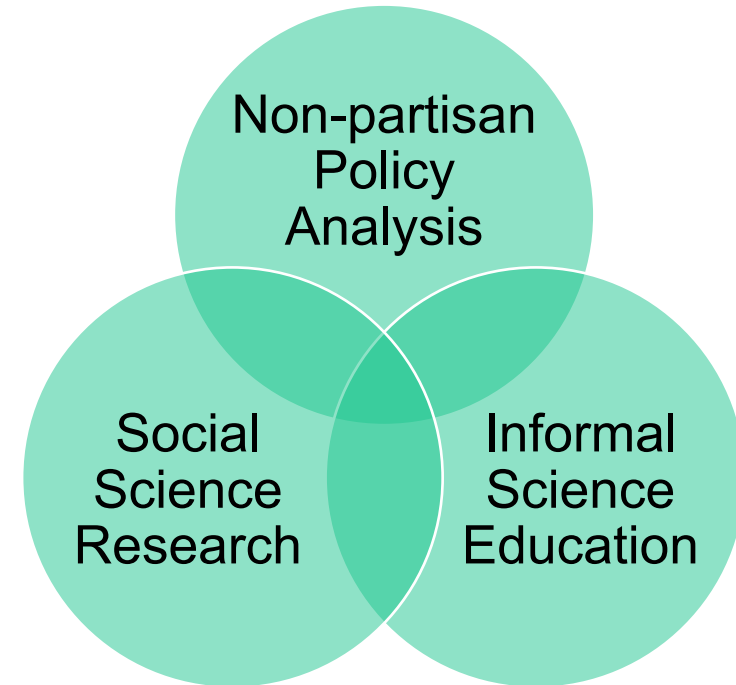 Non-partisan
Policy
Analysis
Social
Science
Research
Informal
Science
Education